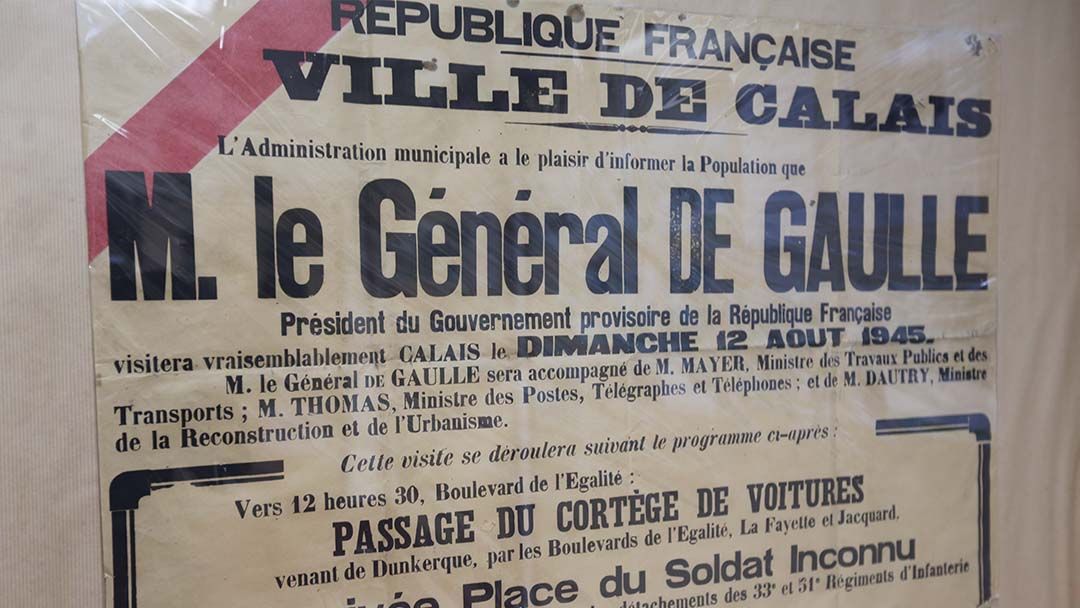 RÉPUBLIQUE FRANÇAISE
VILLE DE CALAIS
L'Administration municipale a le plaisir d'informer la Population que
M. le Général DE GAULLE
Président du Gouvernement provisoire de la République Française
visitera vraisemblablement CALAIS le DIMANCHE 12 AOUT 1945.
M. le Général DE GAULLE sera accompagné de M. MAYER, Ministre des Travaux Publics et des
Transports ; M. THOMAS, Ministre des Postes, Télégraphes et Téléphones ; et de M. DAUTRY, Ministre
de la Reconstruction et de l'Urbanisme.
Cette visite se déroulera suivant le programme ci-après :
Vers 12 heures 30, Boulevard de l'Egalité :
PASSAGE DU CORTÈGE DE VOITURES
venant de Dunkerque, par les Boulevards de l'Egalité, La Fayette et Jacquard.
Place du Soldat Inconnu
détachements des 33e et 51e Régiments d'Infanterie